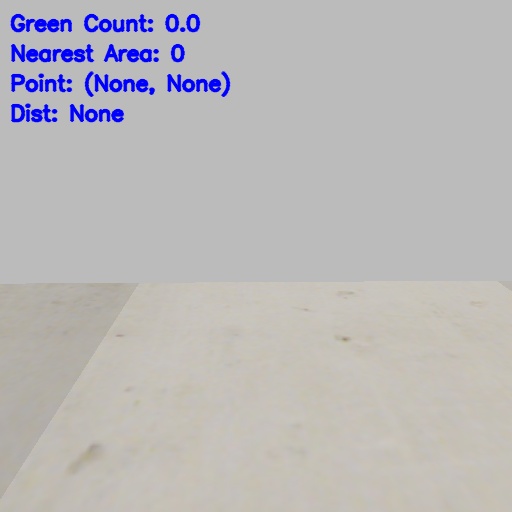 Green Count: 0.0
Nearest Area: 0
Point: (None, None)
Dist: None